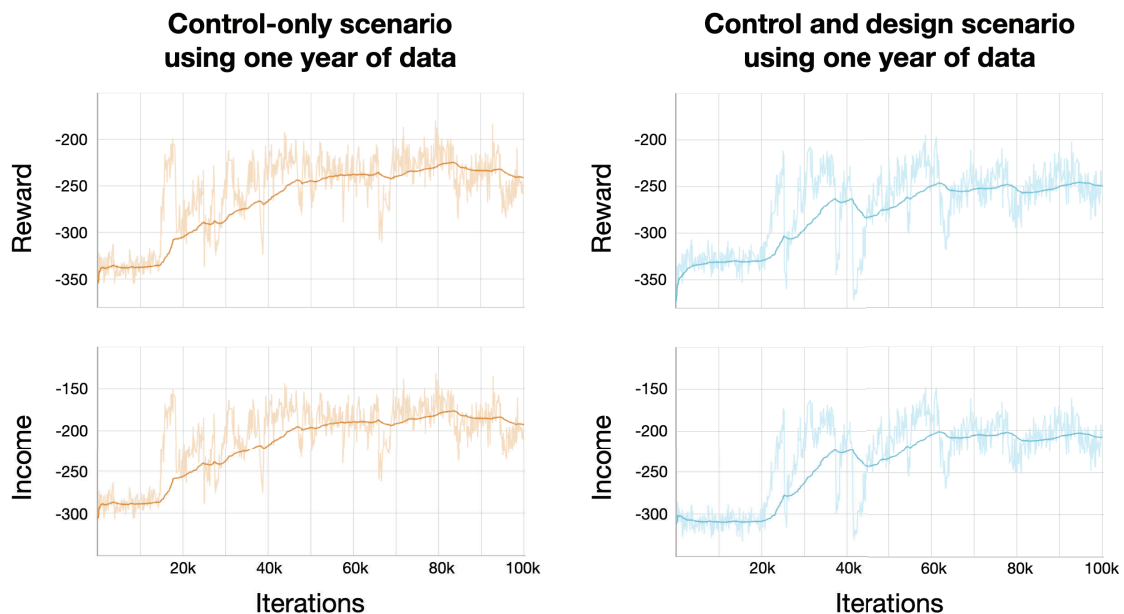 Control-only scenario
using one year of data
Control and design scenario
using one year of data
Reward
-200
-250
-300
-350
Reward
-200
-250
-300
-350
Income
-150
-200
-250
-300
20k 40k 60k 80k 100k
Iterations
Income
-150
-200
-250
-300
20k 40k 60k 80k 100k
Iterations